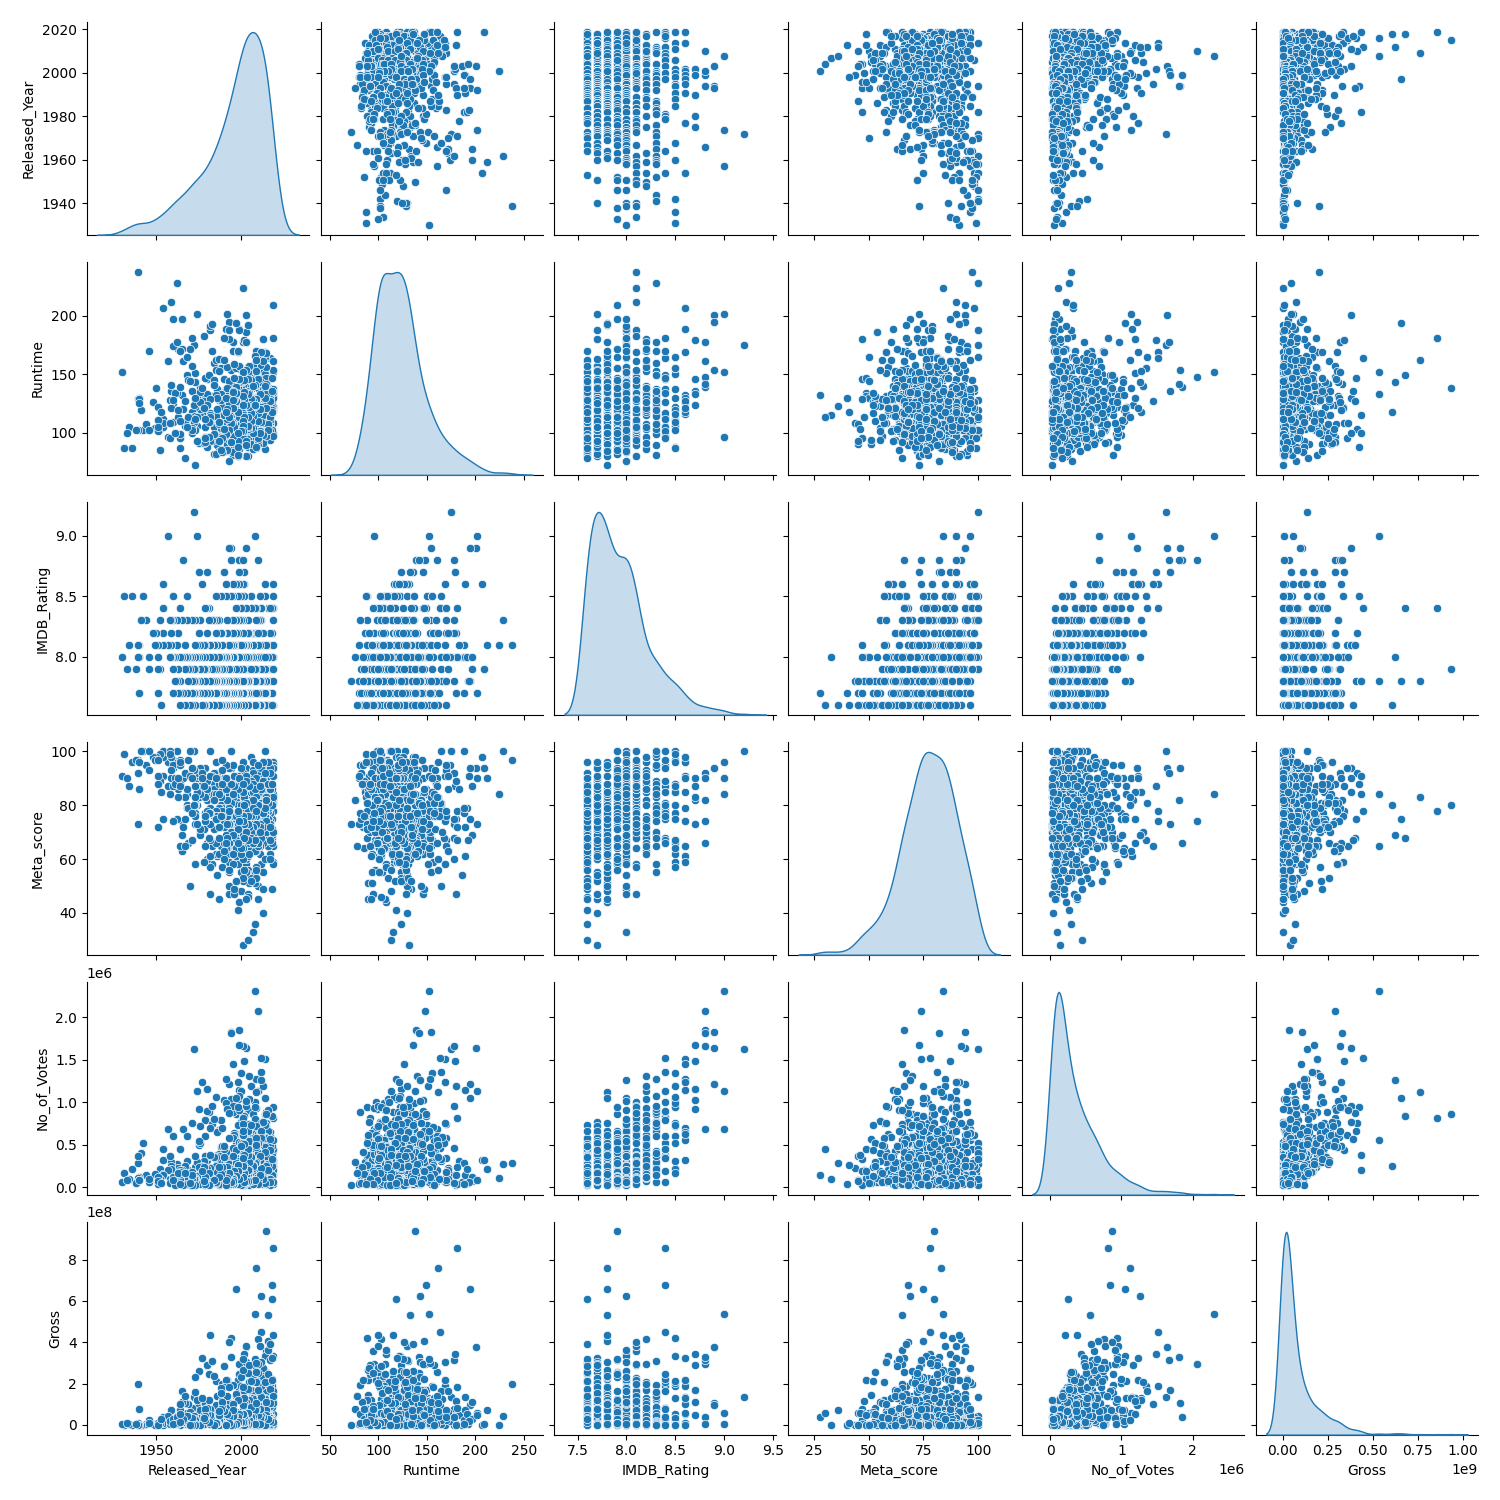 2020
2000
1980
1960
1940
Released_Year
200
150
100
Runtime
9.0
8.5
8.0
IMDB_Rating
100
80
60
40
Meta_score
1e6
2.0
1.5
1.0
0.5
0.0
No_of_Votes
1e8
8
6
4
2
0
Gross
1950 2000 50 100 150 200 250 7.5 8.0 8.5 9.0 9.5 25 50 75 100 0 1 2 0.00 0.25 0.50 0.75 1.00
Released_Year Runtime IMDB_Rating Meta_score No_of_Votes 1e6 Gross 1e9